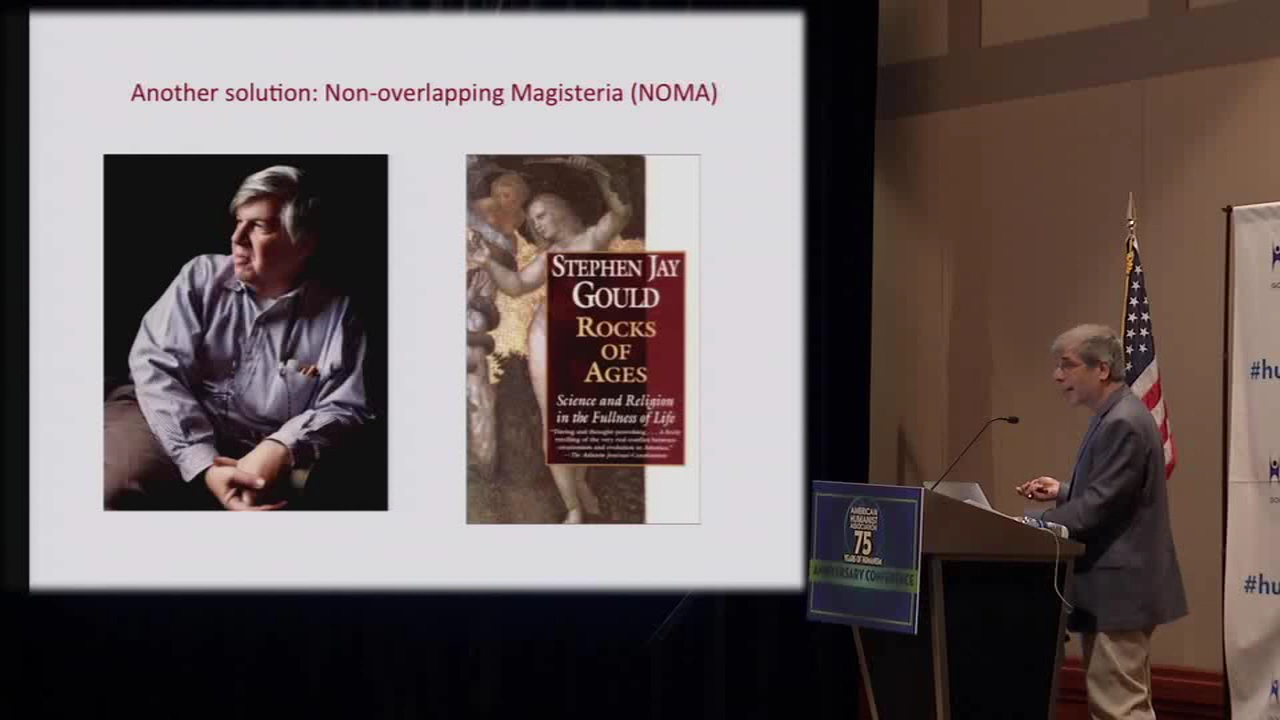 Another solution: Non-overlapping Magisteria (NOMA)
STEPHEN JAY
GOULD
ROCKS
OF
AGES
Science and Religion
in the Fullness of Life
AMERICAN
HUMANIST
ASSOCIATION
75
YEARS OF HUMANISM
ANNIVERSARY CONFERENCE
#hu
#hu